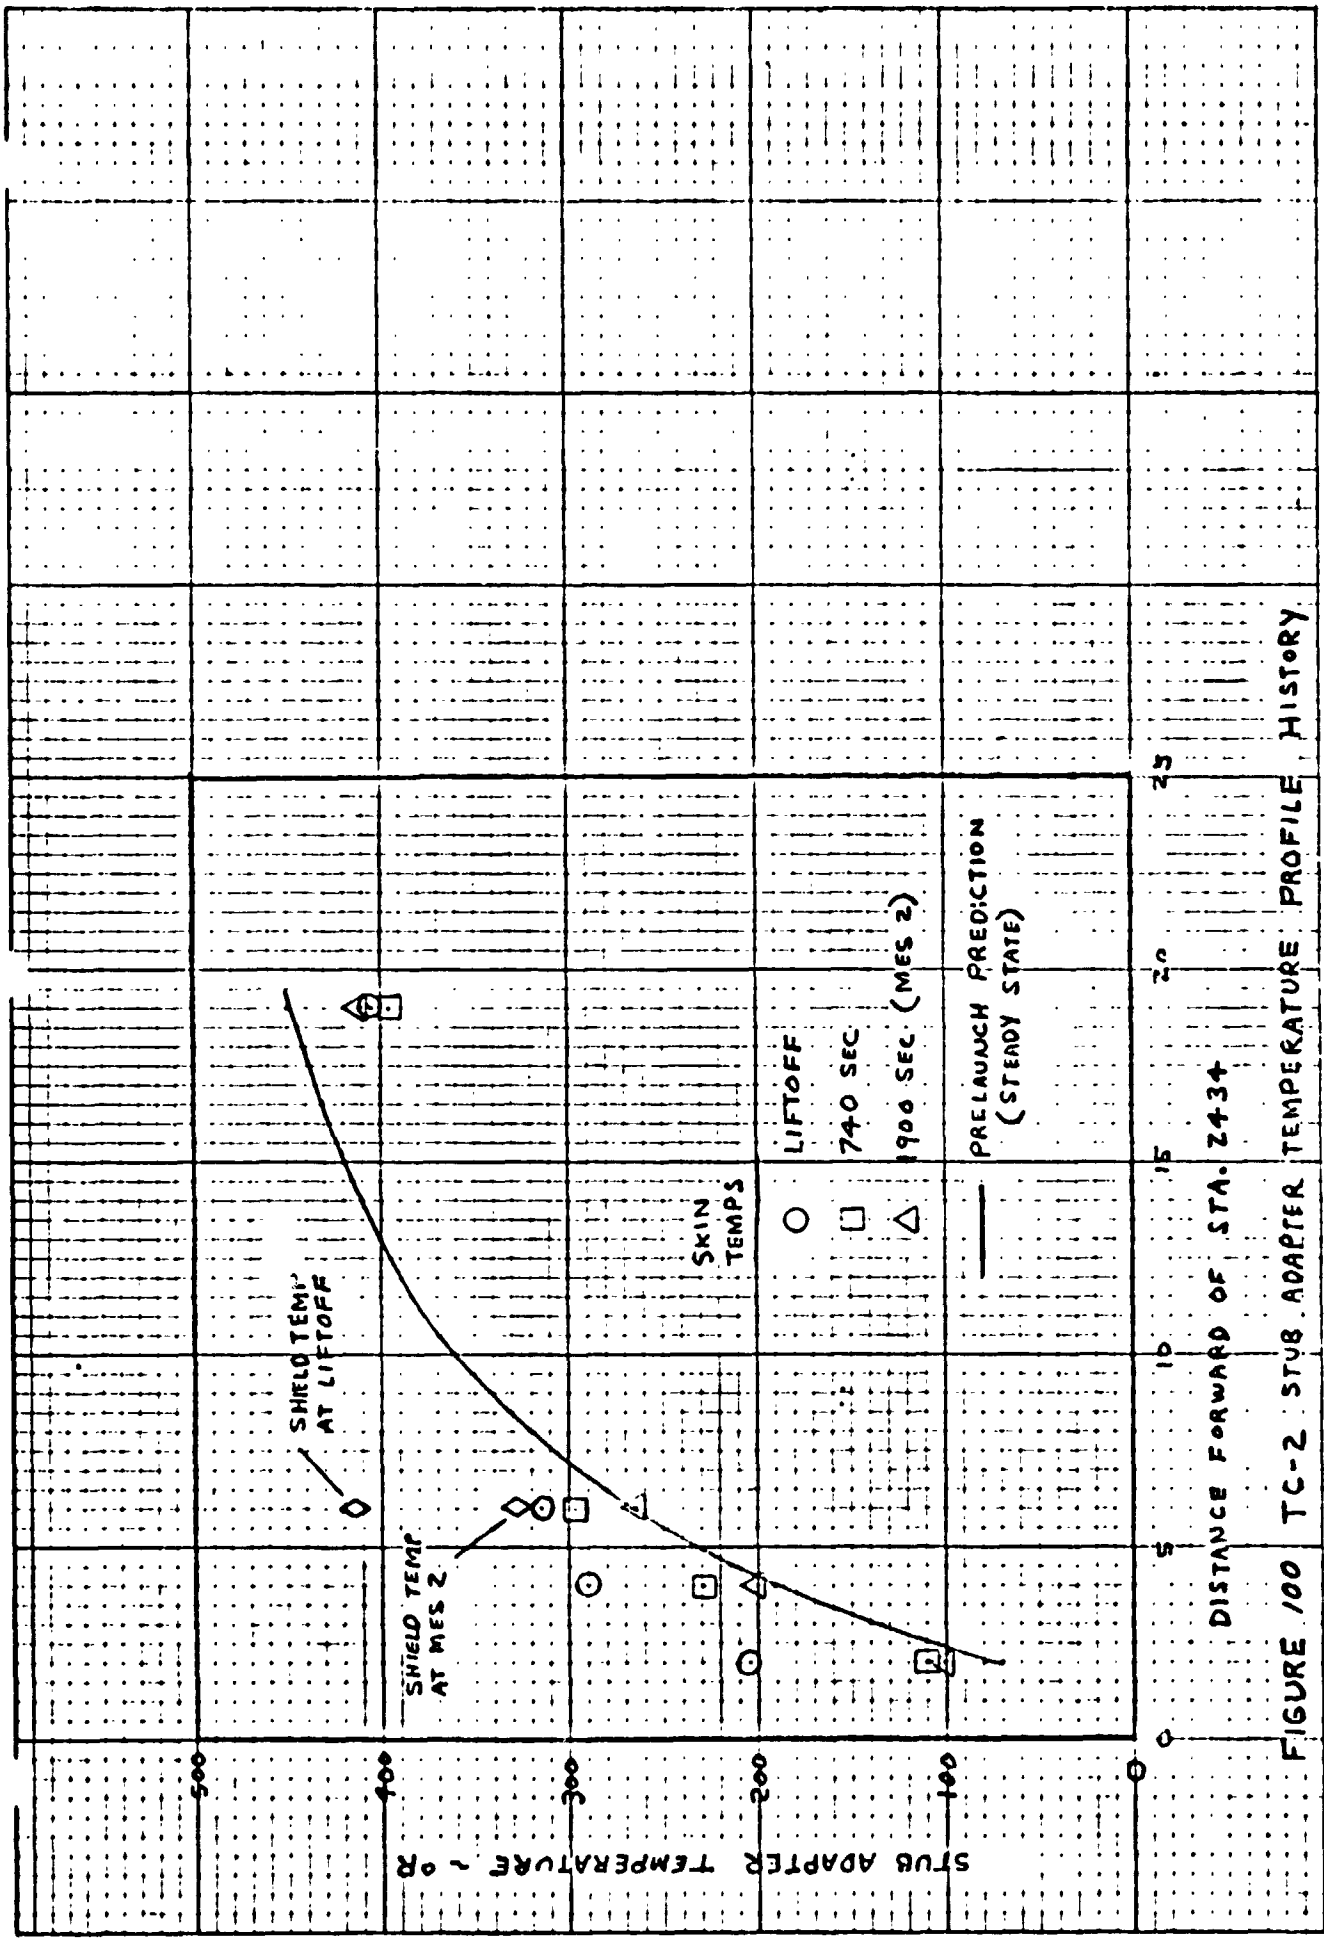 STUB ADAPTER TEMPERATURE ~ °R
500
400
300
200
100
0
0
5
10
15
20
25
SHIELD TEMP
AT LIFTOFF
SHIELD TEMP
AT MES 2
SKIN
TEMPS
LIFTOFF
740 SEC
1900 SEC (MES 2)
PRELAUNCH PREDICTION
(STEADY STATE)
DISTANCE FORWARD OF STA. 2434
FIGURE 100 TC-2 STUB ADAPTER TEMPERATURE PROFILE HISTORY